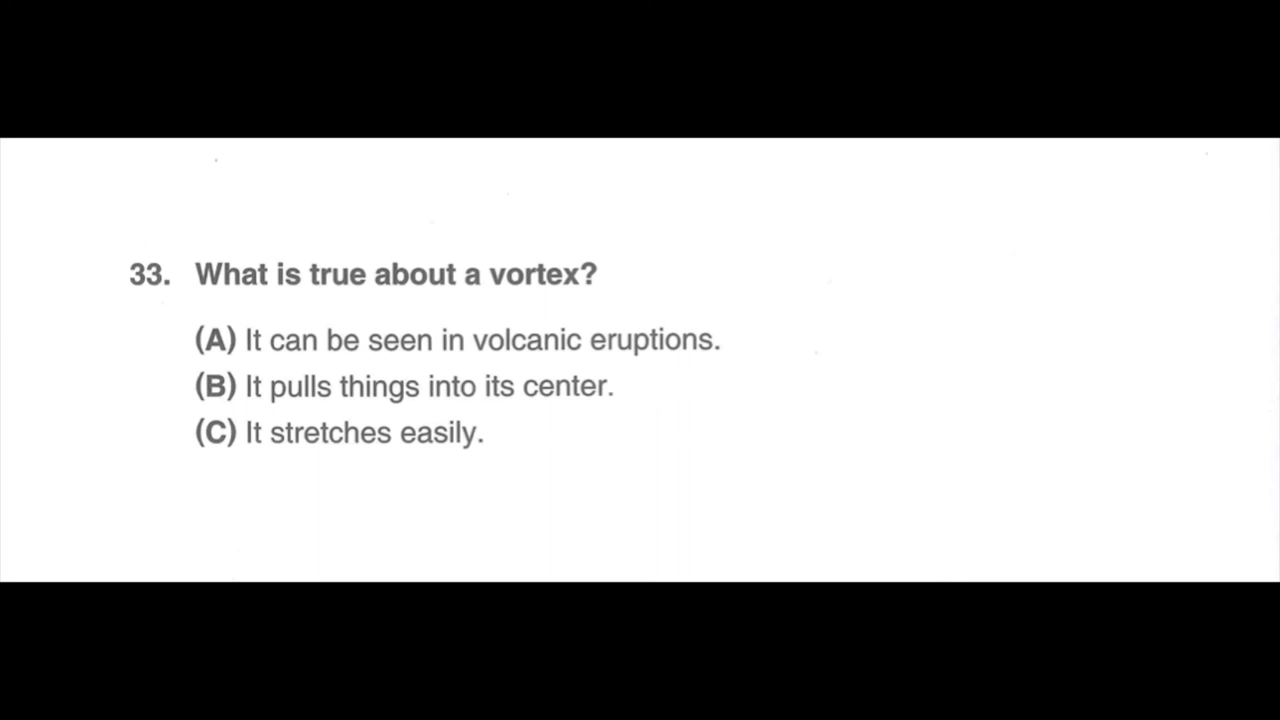 33. What is true about a vortex?
(A) It can be seen in volcanic eruptions.
(B) It pulls things into its center.
(C) It stretches easily.